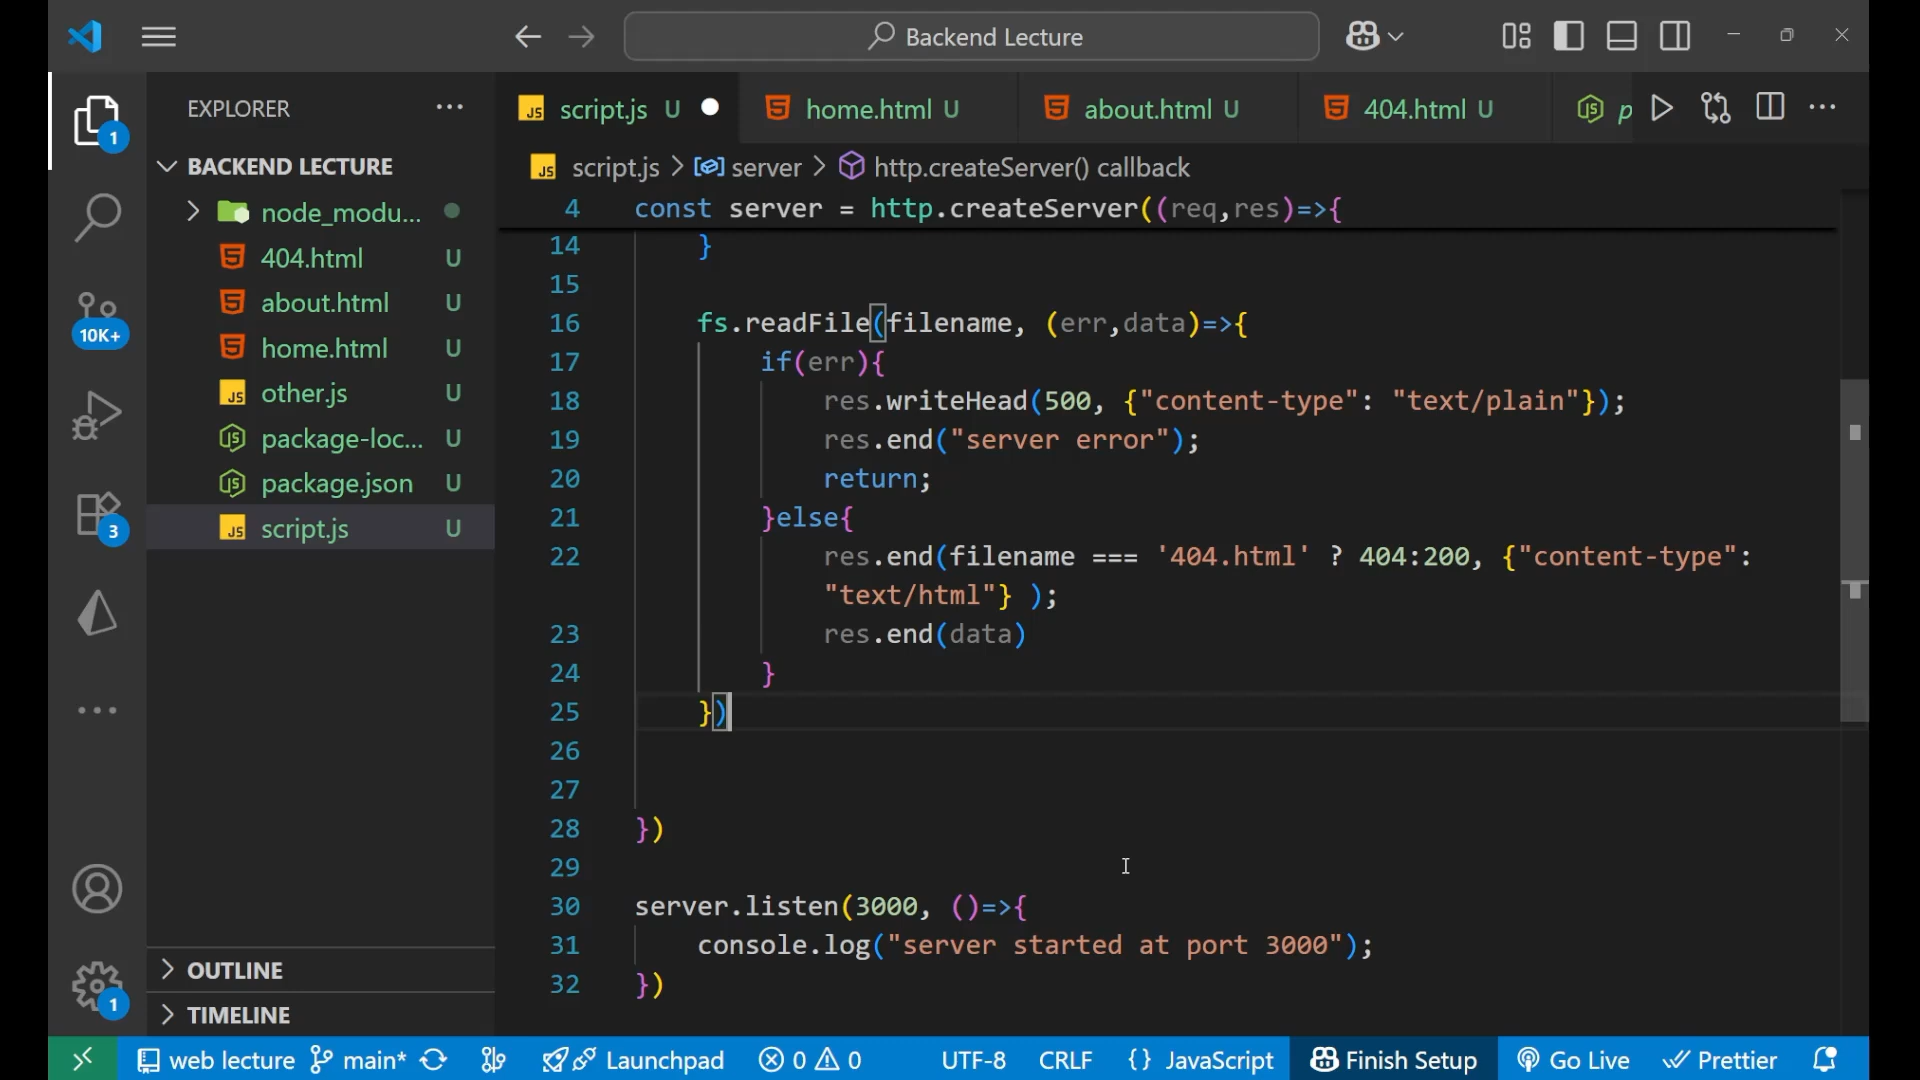 Backend Lecture
EXPLORER
BACKEND LECTURE
node_modu...
404.html U
about.html U
home.html U
other.js U
package-loc... U
package.json U
script.js U
OUTLINE
TIMELINE
1
10K+
3
1
script.js U
home.html U
about.html U
404.html U
p
script.js > server > http.createServer() callback
4 const server = http.createServer((req,res)=>{
14 }
15
16 fs.readFile(filename, (err,data)=>{
17 if(err){
18 res.writeHead(500, {"content-type": "text/plain"});
19 res.end("server error");
20 return;
21 }else{
22 res.end(filename === '404.html' ? 404:200, {"content-type":
"text/html"} );
23 res.end(data)
24 }
25 })
26
27
28 })
29
30 server.listen(3000, ()=>{
31 console.log("server started at port 3000");
32 })
web lecture main* Launchpad 0 0 UTF-8 CRLF {} JavaScript Finish Setup Go Live Prettier